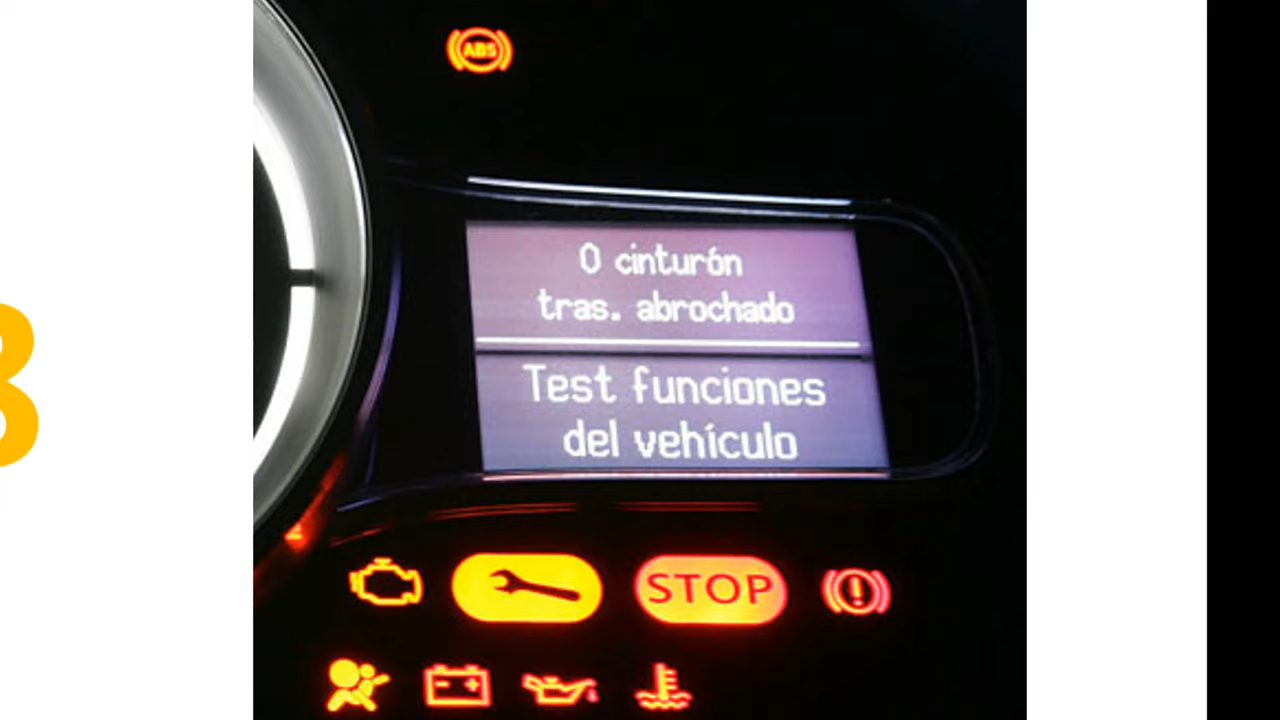 ABS
0 cinturón
tras. abrochado
Test funciones
del vehículo
STOP